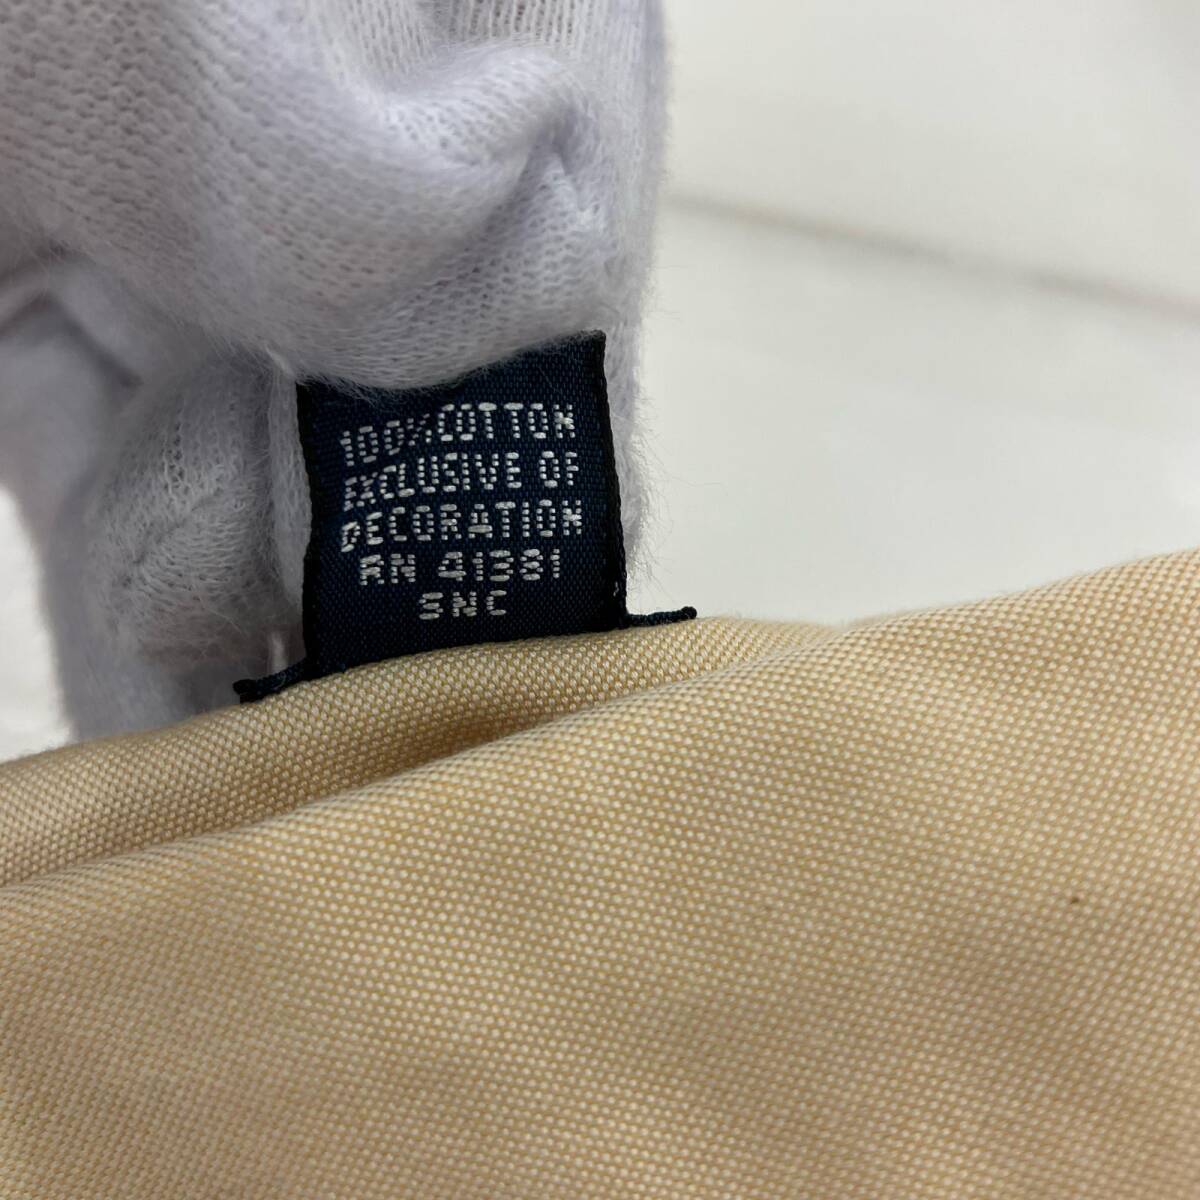 100%COTTON
EXCLUSIVE OF
DECORATION
RN 41381
SNC